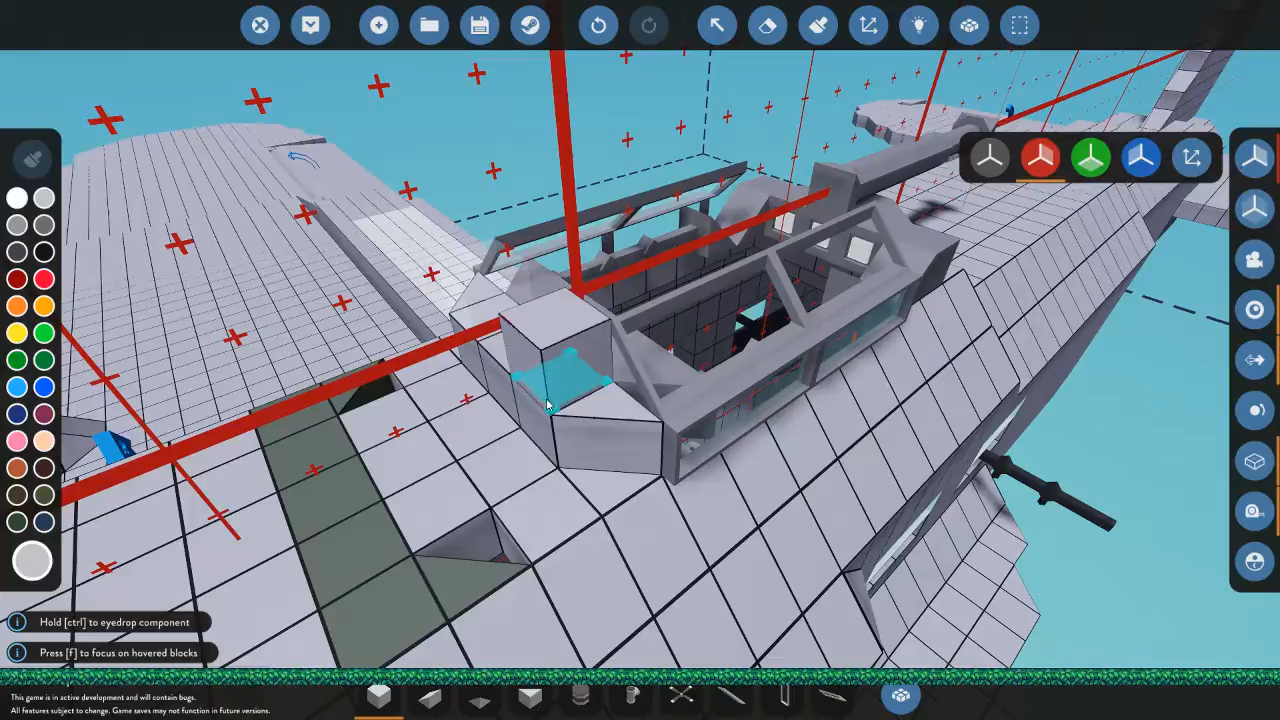 Hold [ctrl] to eyedrop component
Press [f] to focus on hovered blocks
This game is in active development and will contain bugs.
All features subject to change. Game saves may not function in future versions.